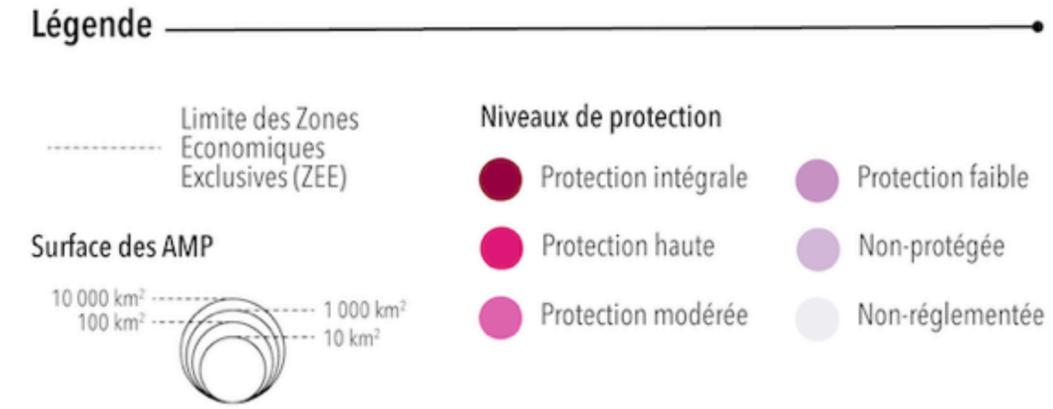 Légende
Limite des Zones
Economiques
Exclusives (ZEE)
Surface des AMP
10 000 km²
1 000 km²
100 km²
10 km²
Niveaux de protection
Protection intégrale
Protection haute
Protection modérée
Protection faible
Non-protégée
Non-réglementée